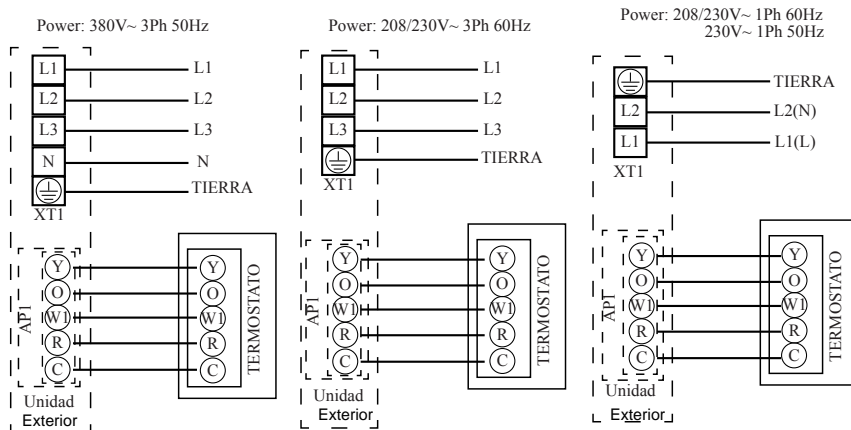 Power: 380V~ 3Ph 50Hz
L1 L1
L2 L2
L3 L3
N N
TIERRA
XT1
AP1
Y Y
O O
W1 W1
R R
C C
TERMOSTATO
Unidad
Exterior
Power: 208/230V~ 3Ph 60Hz
L1 L1
L2 L2
L3 L3
TIERRA
XT1
AP1
Y Y
O O
W1 W1
R R
C C
TERMOSTATO
Unidad
Exterior
Power: 208/230V~ 1Ph 60Hz
230V~ 1Ph 50Hz
TIERRA
L2 L2(N)
L1 L1(L)
XT1
AP1
Y Y
O O
W1 W1
R R
C C
TERMOSTATO
Unidad
Exterior